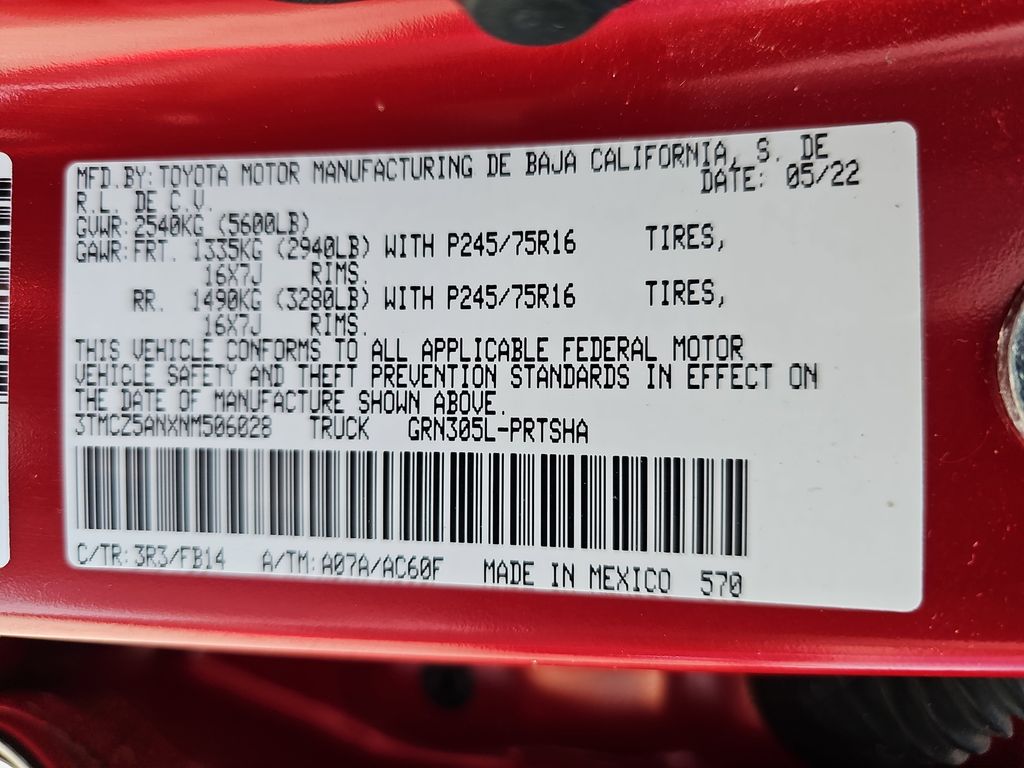 MFD.BY: TOYOTA MOTOR MANUFACTURING DE BAJA CALIFORNIA, S. DE
R.L. DE C.V. DATE: 05/22
GVWR: 2540KG (5600LB)
GAWR: FRT. 1335KG (2940LB) WITH P245/75R16 TIRES,
16X7J RIMS.
RR. 1490KG (3280LB) WITH P245/75R16 TIRES,
16X7J RIMS.
THIS VEHICLE CONFORMS TO ALL APPLICABLE FEDERAL MOTOR
VEHICLE SAFETY AND THEFT PREVENTION STANDARDS IN EFFECT ON
THE DATE OF MANUFACTURE SHOWN ABOVE.
3TMCZ5ANXNM506028 TRUCK GRN305L-PRTSHA
C/TR: 3R3/FB14 A/TM: A07A/AC60F MADE IN MEXICO 570